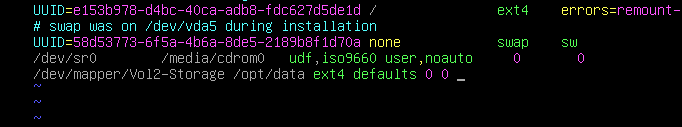 UUID=e153b978-d4bc-40ca-adb8-fdc627d5de1d / ext4 errors=remount-
# swap was on /dev/vda5 during installation
UUID=58d53773-6f5a-4b6a-8de5-2189b8f1d70a none swap sw
/dev/sr0 /media/cdrom0 udf,iso9660 user,noauto 0 0
/dev/mapper/Vol2-Storage /opt/data ext4 defaults 0 0 _
~
~
~